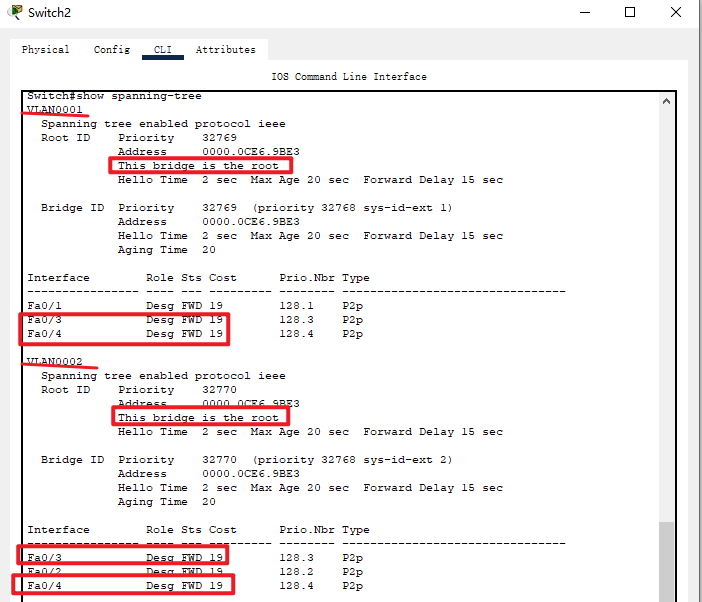 Switch2
Physical Config CLI Attributes
IOS Command Line Interface
Switch#show spanning-tree
VLAN0001
Spanning tree enabled protocol ieee
Root ID Priority 32769
Address 0000.0CE6.9BE3
This bridge is the root
Hello Time 2 sec Max Age 20 sec Forward Delay 15 sec
Bridge ID Priority 32769 (priority 32768 sys-id-ext 1)
Address 0000.0CE6.9BE3
Hello Time 2 sec Max Age 20 sec Forward Delay 15 sec
Aging Time 20
Interface Role Sts Cost Prio.Nbr Type
---------------- ---- --- --------- -------- --------------------------------
Fa0/1 Desg FWD 19 128.1 P2p
Fa0/3 Desg FWD 19 128.3 P2p
Fa0/4 Desg FWD 19 128.4 P2p
VLAN0002
Spanning tree enabled protocol ieee
Root ID Priority 32770
Address 0000.0CE6.9BE3
This bridge is the root
Hello Time 2 sec Max Age 20 sec Forward Delay 15 sec
Bridge ID Priority 32770 (priority 32768 sys-id-ext 2)
Address 0000.0CE6.9BE3
Hello Time 2 sec Max Age 20 sec Forward Delay 15 sec
Aging Time 20
Interface Role Sts Cost Prio.Nbr Type
---------------- ---- --- --------- -------- --------------------------------
Fa0/3 Desg FWD 19 128.3 P2p
Fa0/2 Desg FWD 19 128.2 P2p
Fa0/4 Desg FWD 19 128.4 P2p